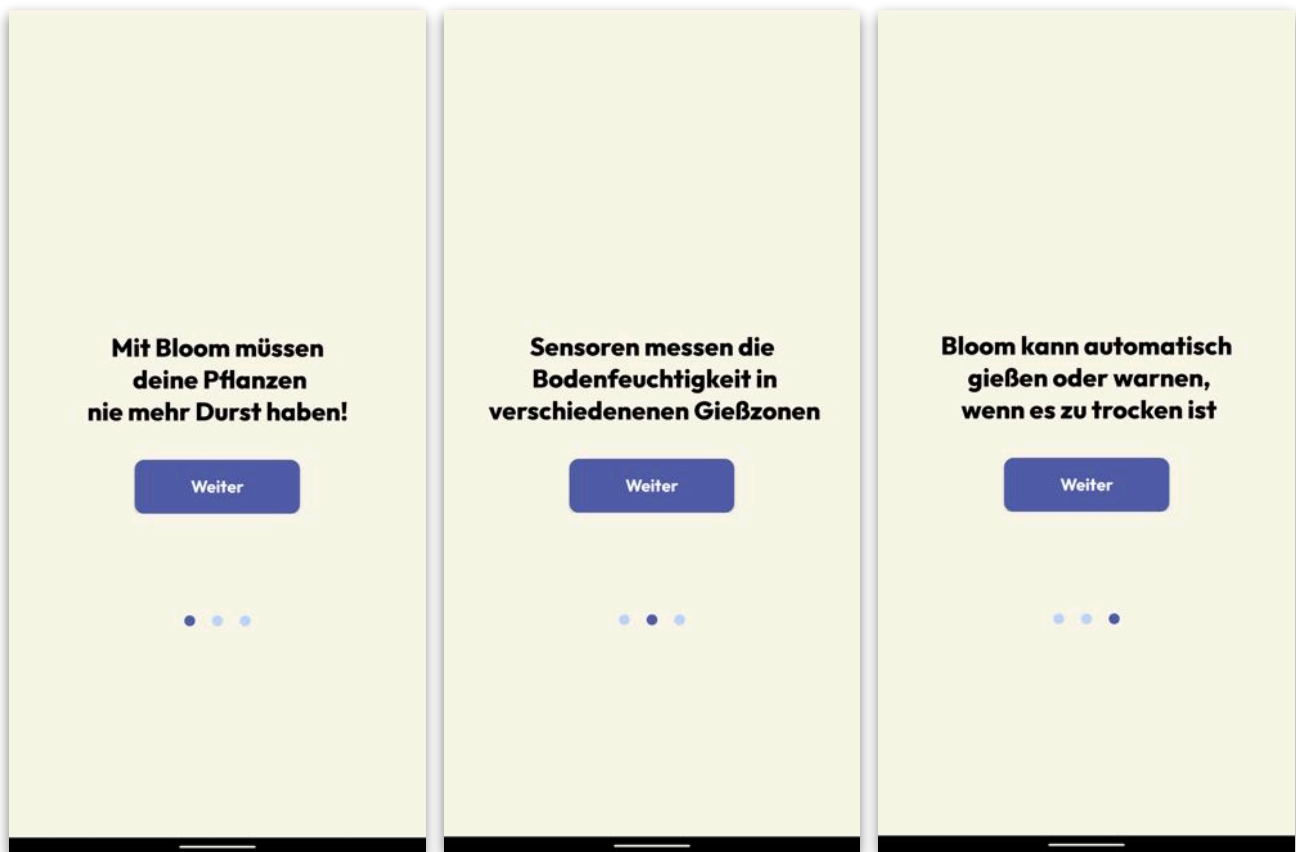 Mit Bloom müssen
deine Pflanzen
nie mehr Durst haben!
Weiter
Sensoren messen die
Bodenfeuchtigkeit in
verschiedenenen Gießzonen
Weiter
Bloom kann automatisch
gießen oder warnen,
wenn es zu trocken ist
Weiter